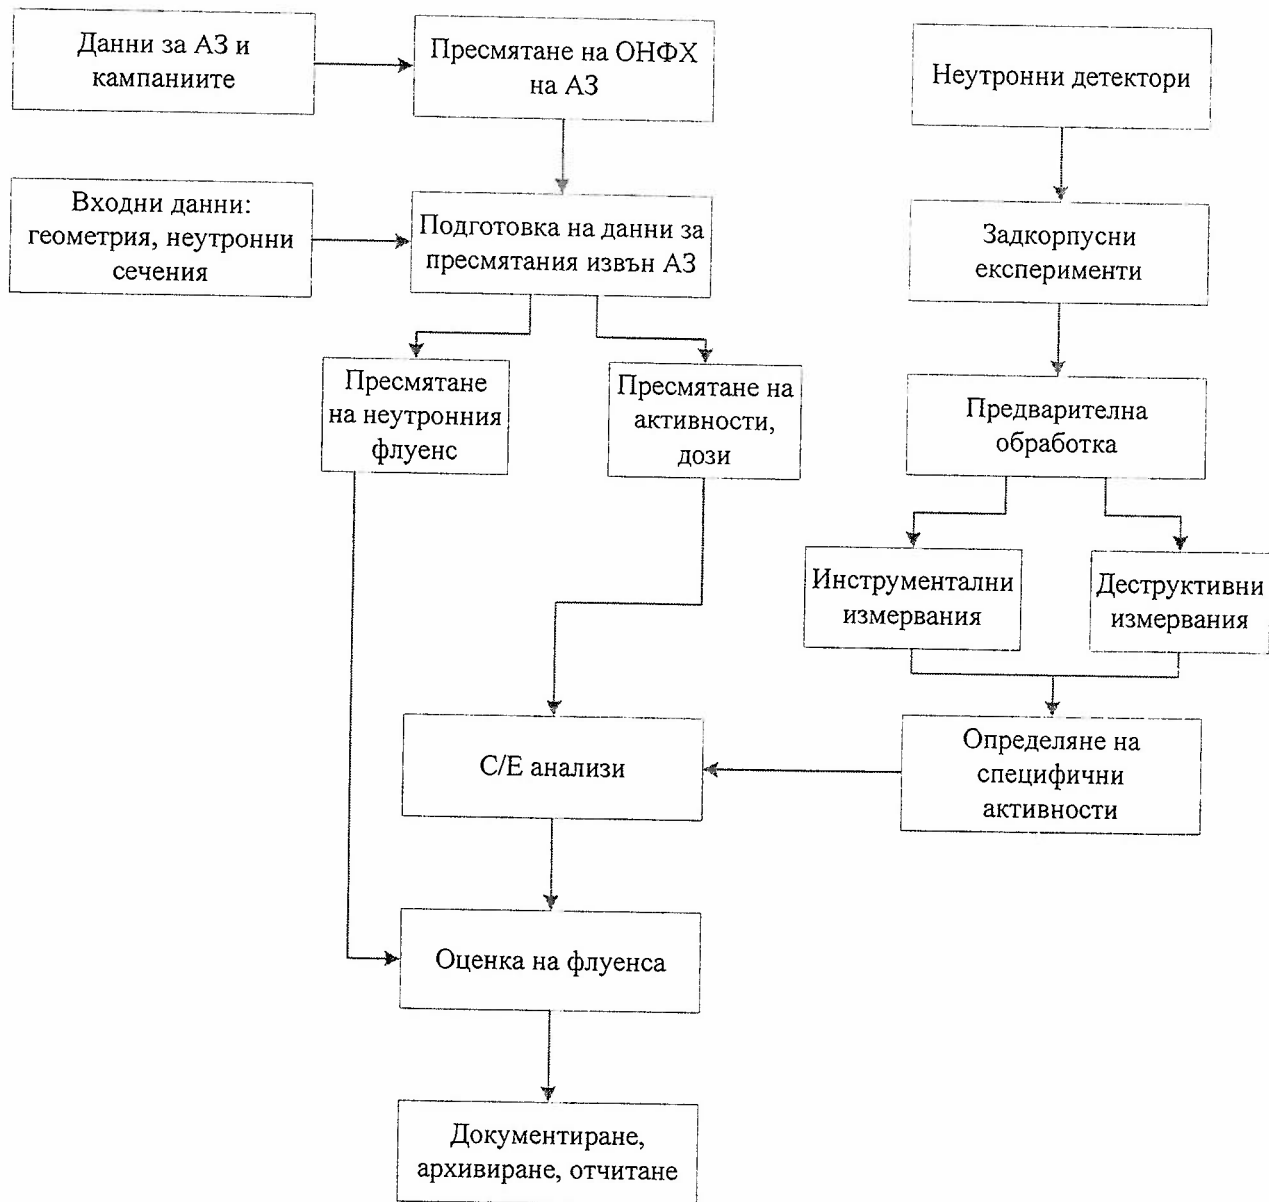 Данни за АЗ и
кампаниите
Пресмятане на ОНФХ
на АЗ
Неутронни детектори
Входни данни:
геометрия, неутронни
сечения
Подготовка на данни за
пресмятания извън АЗ
Задкорпусни
експерименти
Пресмятане
на неутронния
флуенс
Пресмятане на
активности,
дози
Предварителна
обработка
Инструментални
измервания
Деструктивни
измервания
С/Е анализи
Определяне на
специфични
активности
Оценка на флуенса
Документиране,
архивиране, отчитане